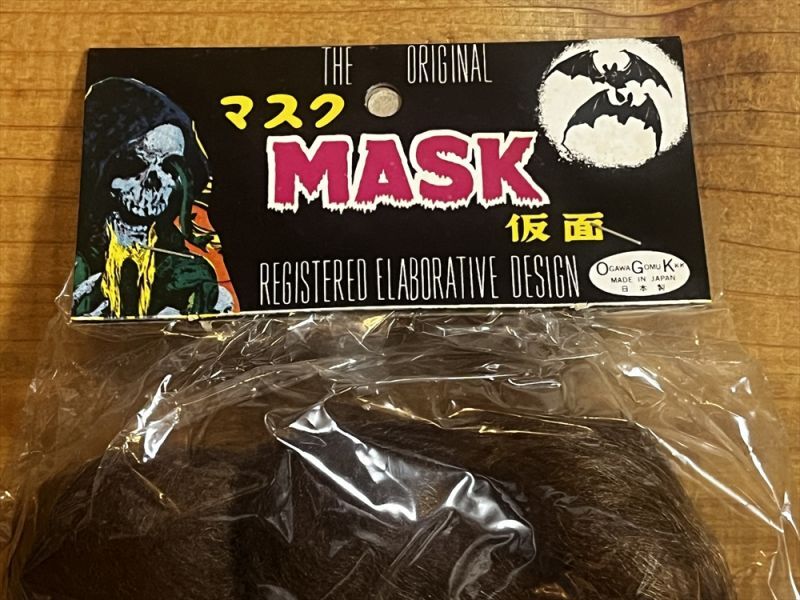 THE ORIGINAL
マスク
MASK
仮面
REGISTERED ELABORATIVE DESIGN
OGAWA GOMU K.K.
MADE IN JAPAN
日本製